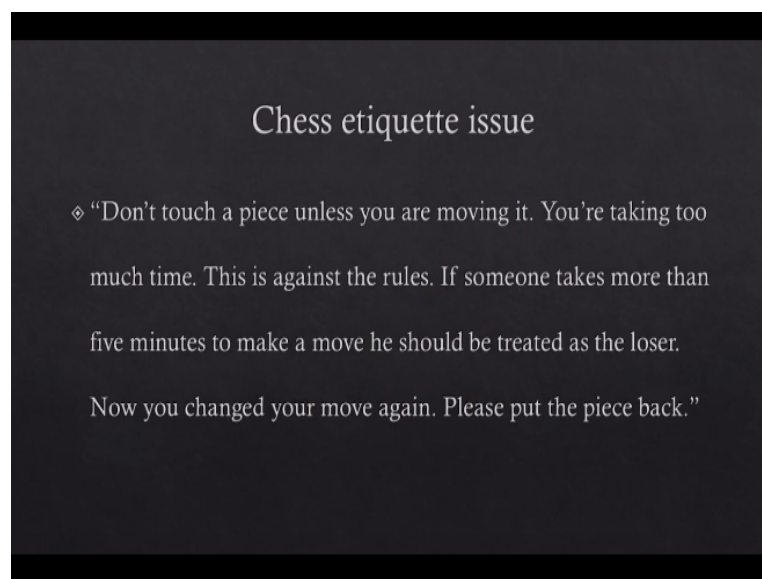 Chess etiquette issue
“Don’t touch a piece unless you are moving it. You’re taking too
much time. This is against the rules. If someone takes more than
five minutes to make a move he should be treated as the loser.
Now you changed your move again. Please put the piece back.”